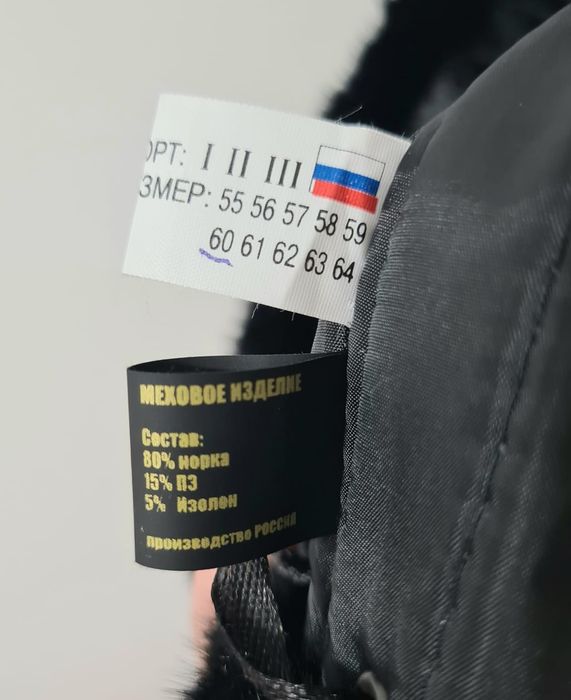 ОРТ: I II III
ЗМЕР: 55 56 57 58 59
60 61 62 63 64
МЕХОВОЕ ИЗДЕЛИЕ
Состав:
80% норка
15% ПЭ
5% Изолон
производство РОССИЯ